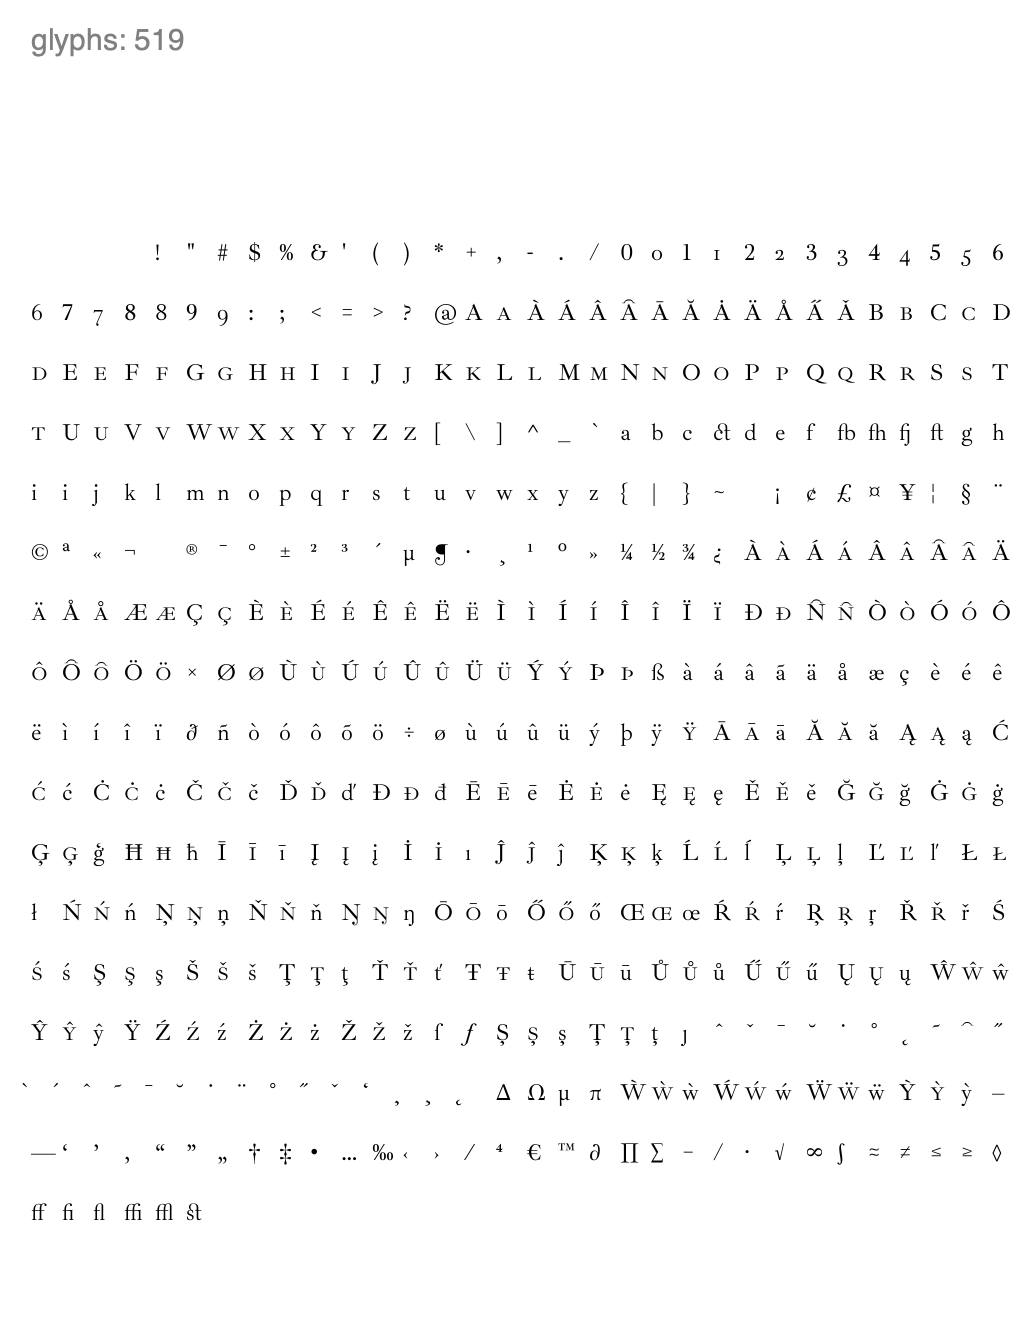 glyphs: 519
! " # $ % & ' ( ) * + , - . / 0 0 1 1 2 2 3 3 4 4 5 5 6
6 7 7 8 8 9 9 : ; < = > ? @ A A À Á Â Ȃ Ā Ă Ȧ Ä Å A̋ Ǎ B B C C D
D E E F F G G H H I I J J K K L L M M N N O O P P Q Q R R S S T
T U U V V W W X X Y Y Z Z [ \ ] ^ _ ` a b c ct d e f fb fh fj ft g h
i i j k l m n o p q r s t u v w x y z { | } ~ ¡ ¢ £ ¤ ¥ ¦ § ¨
© ª « ¬ ® ¯ ° ± ² ³ ´ µ ¶ · ¸ ¹ º » ¼ ½ ¾ ¿ À À Á Á Â Â Ȃ Ȃ Ä
Ä Å Å Æ Æ Ç Ç È È É É Ê Ê Ë Ë Ì Ì Í Í Î Î Ï Ï Ð Ð N̑ N̑ Ò Ò Ó Ó Ô
Ô Ȏ Ȏ Ö Ö × Ø Ø Ù Ù Ú Ú Û Û Ü Ü Ý Ý Þ Þ ß à á â ã ä å æ ç è é ê
ë ì í î ï ð ñ ò ó ô õ ö ÷ ø ù ú û ü ý þ ÿ Ÿ Ā Ā ā Ă Ă ă Ą Ą ą Ć
Ć ć Ċ Ċ ċ Č Č č Ď Ď ď Đ Đ đ Ē Ē ē Ė Ė ė Ę Ę ę Ě Ě ě Ğ Ğ ğ Ġ Ġ ġ
Ģ Ģ ģ Ħ Ħ ħ Ī Ī ī Į Į į İ İ ı Ĵ Ĵ ĵ Ķ Ķ ķ Ĺ Ĺ ĺ Ļ Ļ ļ Ľ Ľ ľ Ł Ł
ł Ń Ń ń Ņ Ņ ņ Ň Ň ň Ŋ Ŋ ŋ Ō Ō ō Ő Ő ő Œ Œ œ Ŕ Ŕ ŕ Ŗ Ŗ ŗ Ř Ř ř Ś
Ś ś Ş Ş ş Š Š š Ţ Ţ ţ Ť Ť ť Ŧ Ŧ ŧ Ū Ū ū Ů Ů ů Ű Ű ű Ų Ų ų Ŵ Ŵ ŵ
Ŷ Ŷ ŷ Ÿ Ź Ź ź Ż Ż ż Ž Ž ž ſ ƒ Ș Ș ș Ț Ț ț ȷ ˆ ˇ ˉ ˘ ˙ ˚ ˛ ˜ ̑ ˝
̀ ́ ̂ ̃ ̄ ̆ ̇ ̈ ̊ ̋ ̌ ̒ ̦ ̧ ̨ Δ Ω μ π Ẁ Ẁ ẁ Ẃ Ẃ ẃ Ẅ Ẅ ẅ Ỳ Ỳ ỳ –
— ‘ ’ ‚ “ ” „ † ‡ • … ‰ ‹ › ⁄ ⁴ € ™ ∂ ∏ ∑ − ∕ ∙ √ ∞ ∫ ≈ ≠ ≤ ≥ ◊
ff fi fl ffi ffl st